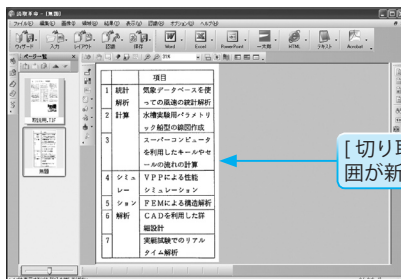 読取革命 - [無題]
ファイル(F) 編集(E) 画像(I) 領域(R) 結果(T) 表示(V) 認識(R) オプション(O) ヘルプ(H)
ウィザード 入力 レイアウト 認識 保存 Word Excel PowerPoint 一太郎 HTML テキスト Acrobat
ページ一覧
無題
項目
1 統計 気象データベースを使
解析 っての風速の統計解析
2 計算 水槽実験用パラメトリ
ック船型の線図作成
3 スーパーコンピュータ
を利用したキールやセ
ールの流れの計算
4 シミュ VPPによる性能
レー シミュレーション
5 ション FEMによる構造解析
6 解析 CADを利用した詳
細設計
7 実艇試験でのリアル
タイム解析
[切り取
囲が新